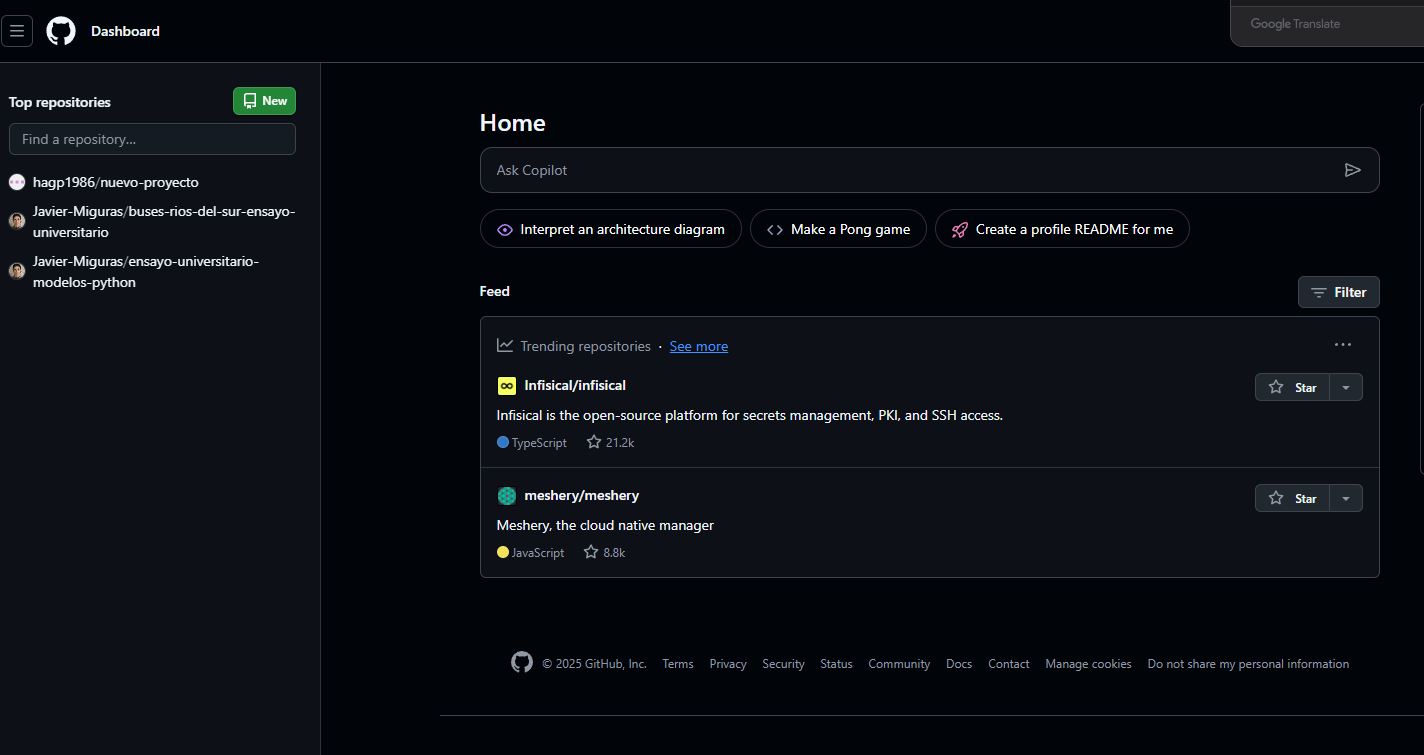 Dashboard
Google Translate
Top repositories
New
Find a repository...
hagp1986/nuevo-proyecto
Javier-Miguras/buses-rios-del-sur-ensayo-
universitario
Javier-Miguras/ensayo-universitario-
modelos-python
Home
Ask Copilot
Interpret an architecture diagram
Make a Pong game
Create a profile README for me
Feed
Filter
Trending repositories · See more
Infisical/infisical
Star
Infisical is the open-source platform for secrets management, PKI, and SSH access.
TypeScript 21.2k
meshery/meshery
Star
Meshery, the cloud native manager
JavaScript 8.8k
© 2025 GitHub, Inc. Terms Privacy Security Status Community Docs Contact Manage cookies Do not share my personal information